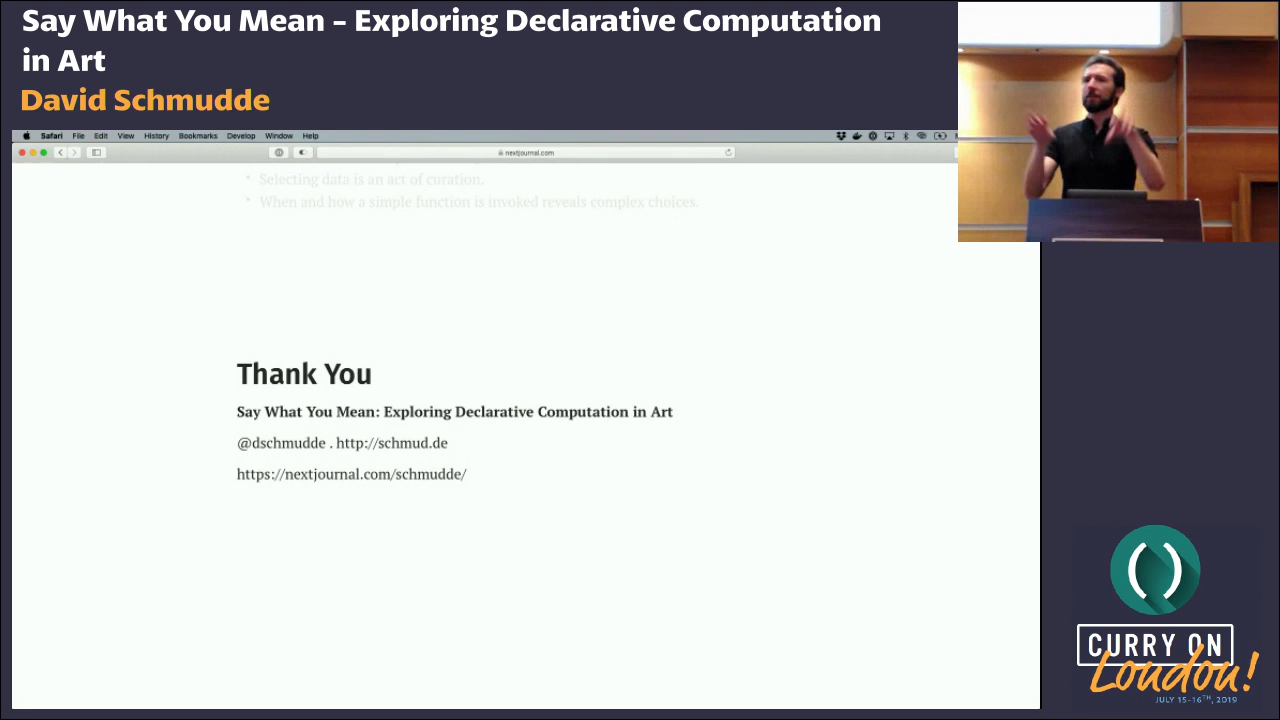 Say What You Mean – Exploring Declarative Computation
in Art
David Schmudde
Safari File Edit View History Bookmarks Develop Window Help
nextjournal.com
• Selecting data is an act of curation.
• When and how a simple function is invoked reveals complex choices.
Thank You
Say What You Mean: Exploring Declarative Computation in Art
@dschmudde . http://schmud.de
https://nextjournal.com/schmudde/
CURRY ON
London!
JULY 15-16TH, 2019